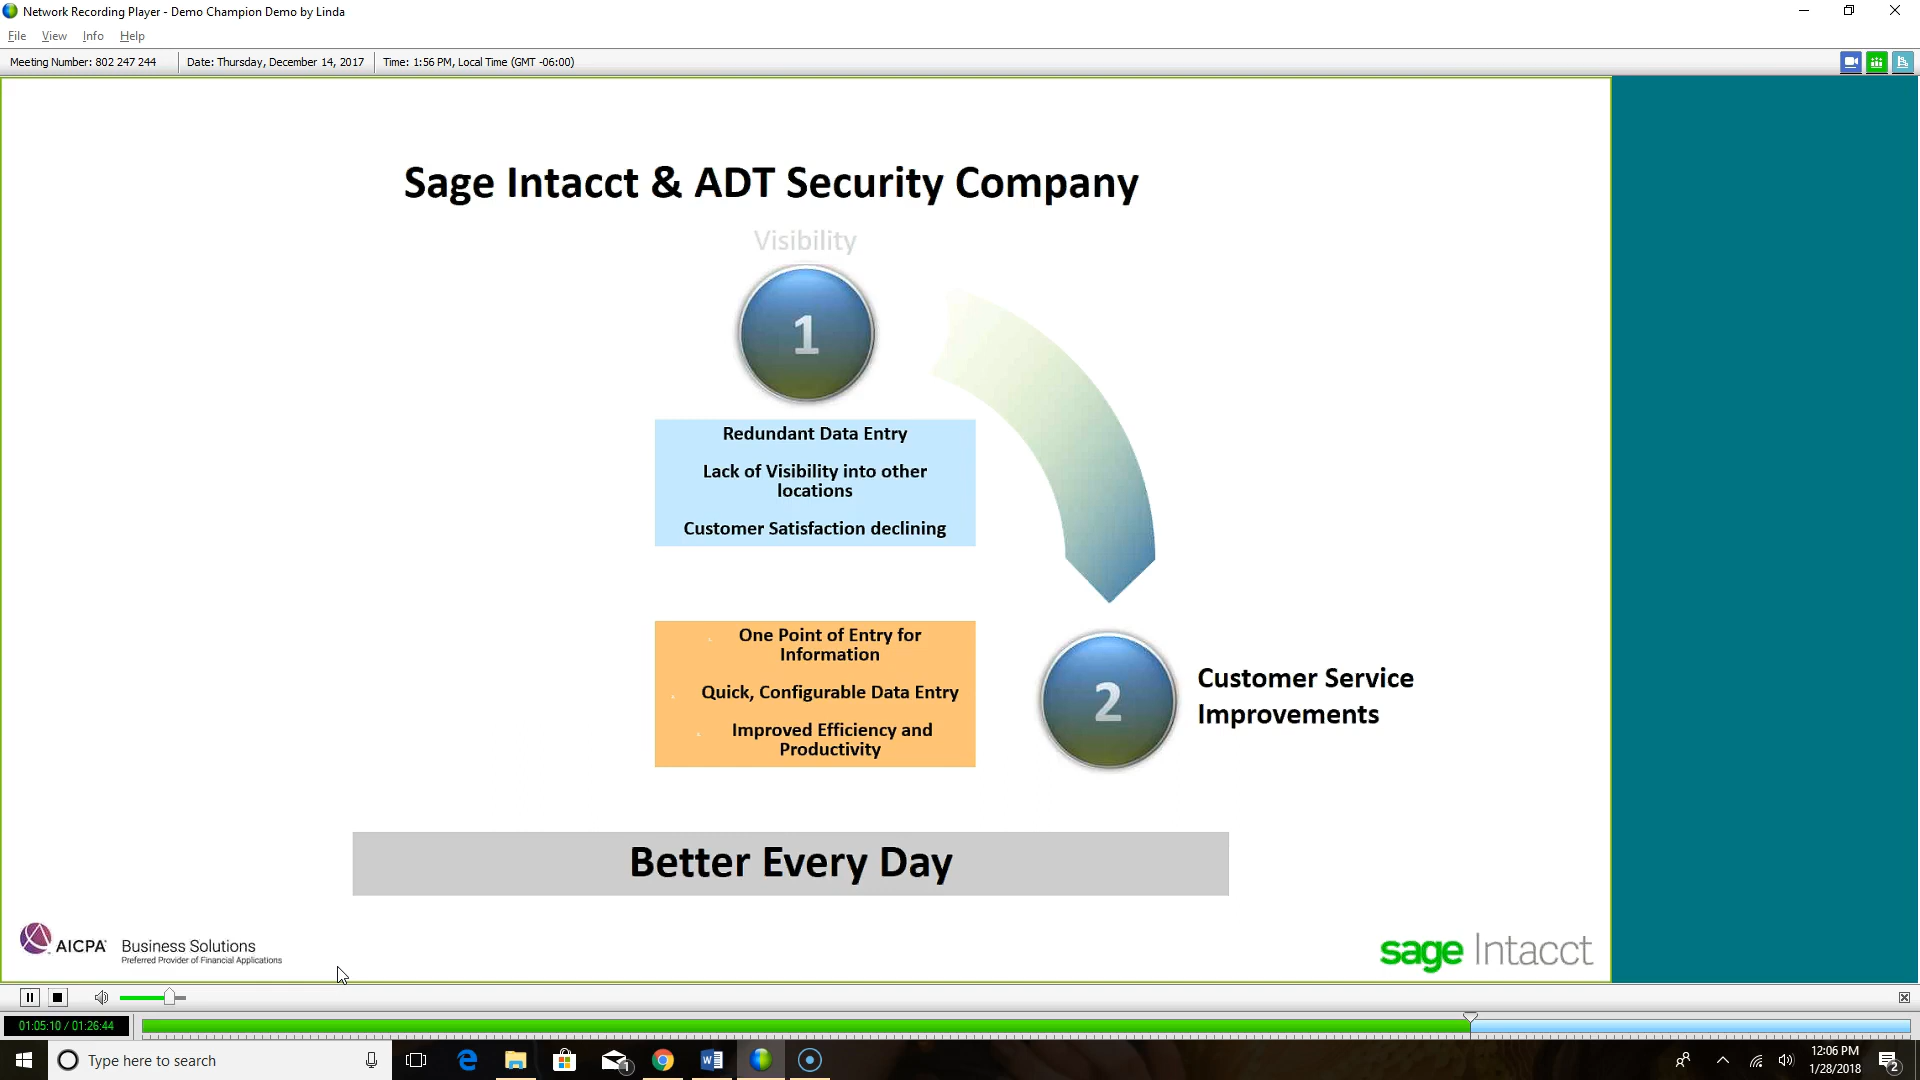 Network Recording Player - Demo Champion Demo by Linda
File View Info Help
Meeting Number: 802 247 244 Date: Thursday, December 14, 2017 Time: 1:56 PM, Local Time (GMT -06:00)
Sage Intacct & ADT Security Company
Visibility
1
Redundant Data Entry
Lack of Visibility into other
locations
Customer Satisfaction declining
One Point of Entry for
Information
Quick, Configurable Data Entry
Improved Efficiency and
Productivity
2
Customer Service
Improvements
Better Every Day
AICPA Business Solutions
Preferred Provider of Financial Applications
sage Intacct
01:05:10 / 01:26:44
Type here to search
1
12:06 PM
1/28/2018
2